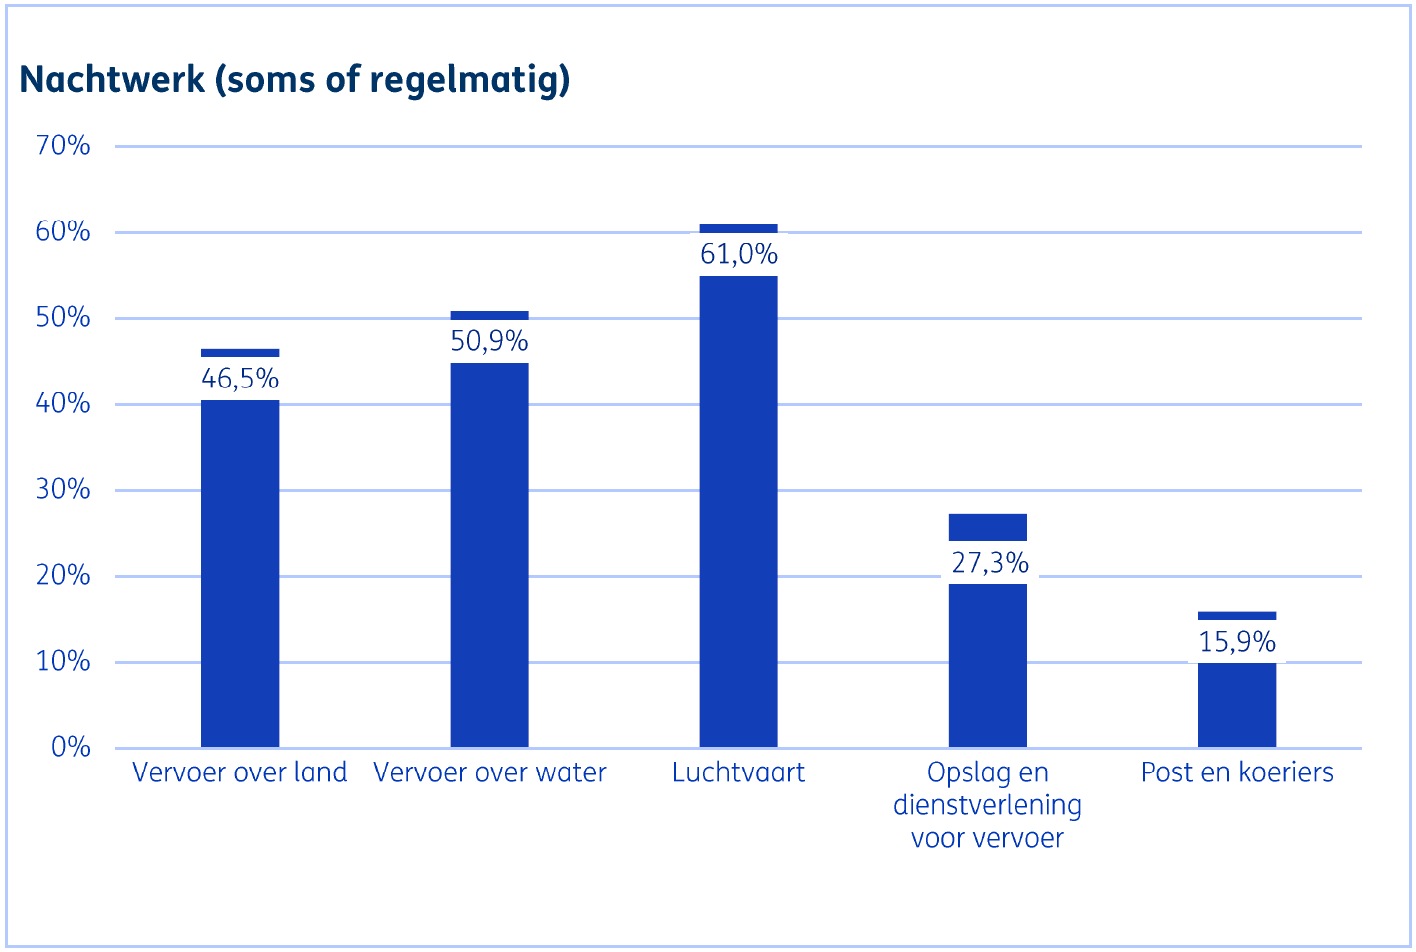 Nachtwerk (soms of regelmatig)
70%
60%
50%
40%
30%
20%
10%
0%
46,5%
50,9%
61,0%
27,3%
15,9%
Vervoer over land
Vervoer over water
Luchtvaart
Opslag en
dienstverlening
voor vervoer
Post en koeriers